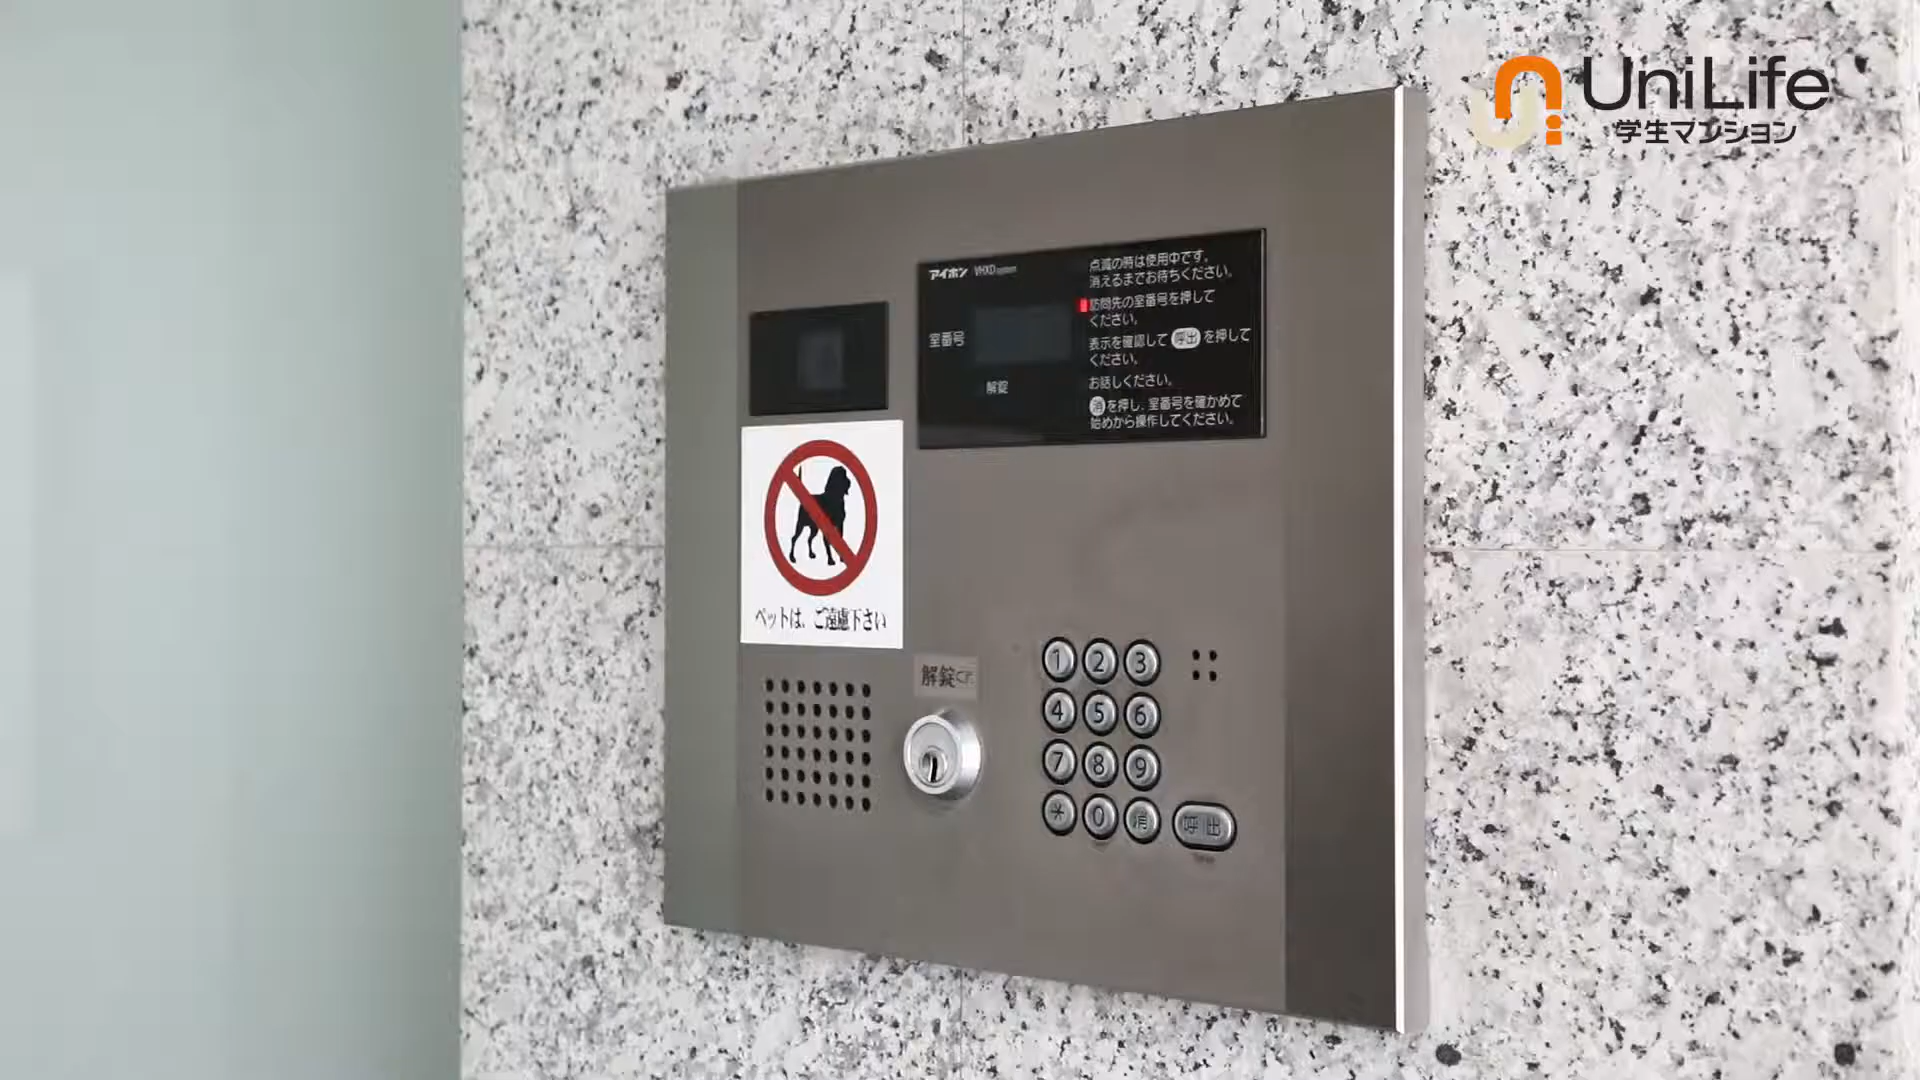 UniLife
学生マンション
アイホン VHXD system
点滅の時は使用中です。
消えるまでお待ちください。
訪問先の室番号を押して
ください。
室番号
表示を確認して 呼出 を押して
ください。
解錠
お話しください。
消 を押し、室番号を確かめて
始めから操作してください。
ペットは、ご遠慮下さい
解錠
1 2 3
4 5 6
7 8 9
* 0 消 呼出